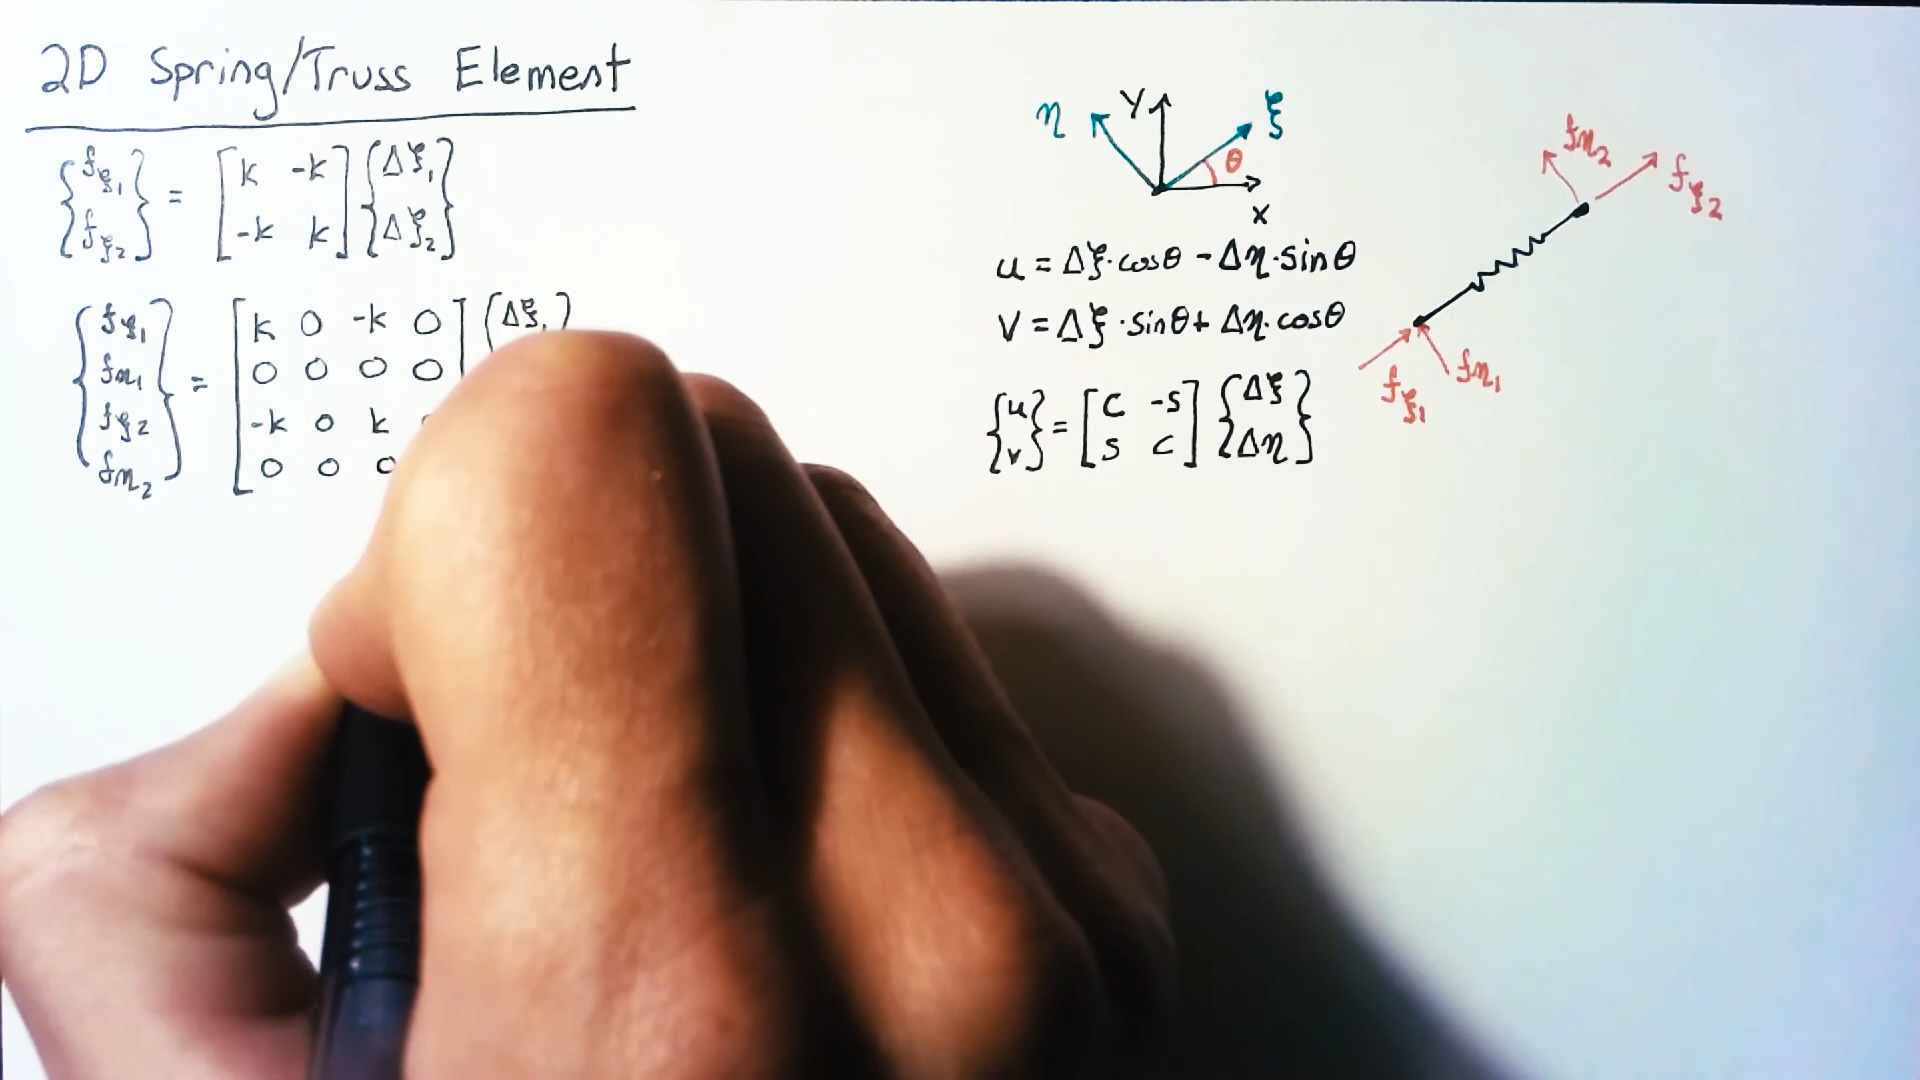 2D Spring/Truss Element
{fξ₁ fξ₂} = [k -k; -k k] {Δξ₁ Δξ₂}
{fξ₁ fη₁ fξ₂ fη₂} = [k 0 -k 0; 0 0 0 0; -k 0 k; 0 0 0] {Δξ₁
η Y ξ
θ
X
u = Δξ·cosθ - Δη·sinθ
v = Δξ·sinθ + Δη·cosθ
{u v} = [c -s; s c] {Δξ Δη}
fη₂ fξ₂
fξ₁ fη₁